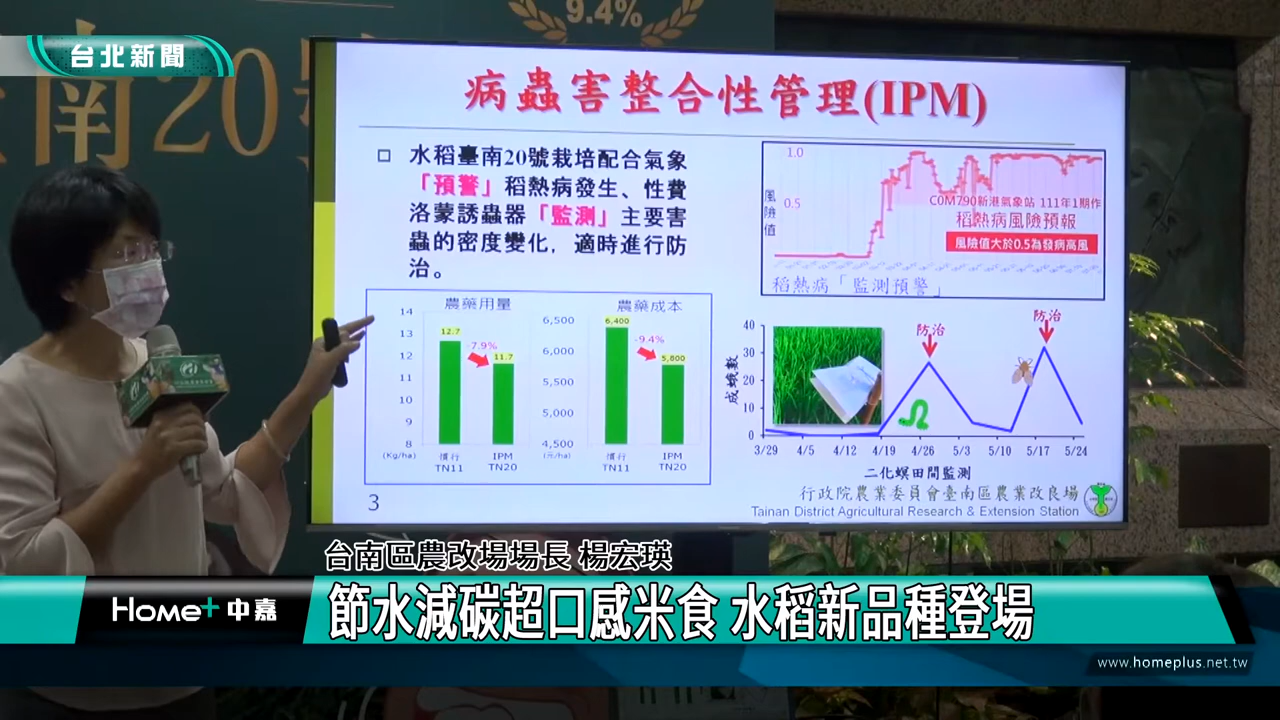 9.4%
台北新聞
南20號
病蟲害整合性管理(IPM)
水稻臺南20號栽培配合氣象
「預警」稻熱病發生、性費
洛蒙誘蟲器「監測」主要害
蟲的密度變化，適時進行防
治。
1.0
0.5
風險值
COM790新港氣象站 111年1期作
稻熱病風險預報
風險值大於0.5為發病高風
稻熱病「監測預警」
農藥用量
14
13
12
11
10
9
8
(Kg/ha)
12.7
-7.9%
11.7
慣行
TN11
IPM
TN20
農藥成本
6,500
6,000
5,500
5,000
4,500
(元/ha)
6,400
-9.4%
5,800
慣行
TN11
IPM
TN20
成蛾數
40
30
20
10
0
防治
防治
3/29 4/5 4/12 4/19 4/26 5/3 5/10 5/17 5/24
二化螟田間監測
行政院農業委員會臺南區農業改良場
Tainan District Agricultural Research & Extension Station
3
台南區農改場場長 楊宏瑛
Home+ 中嘉
節水減碳超口感米食 水稻新品種登場
www.homeplus.net.tw